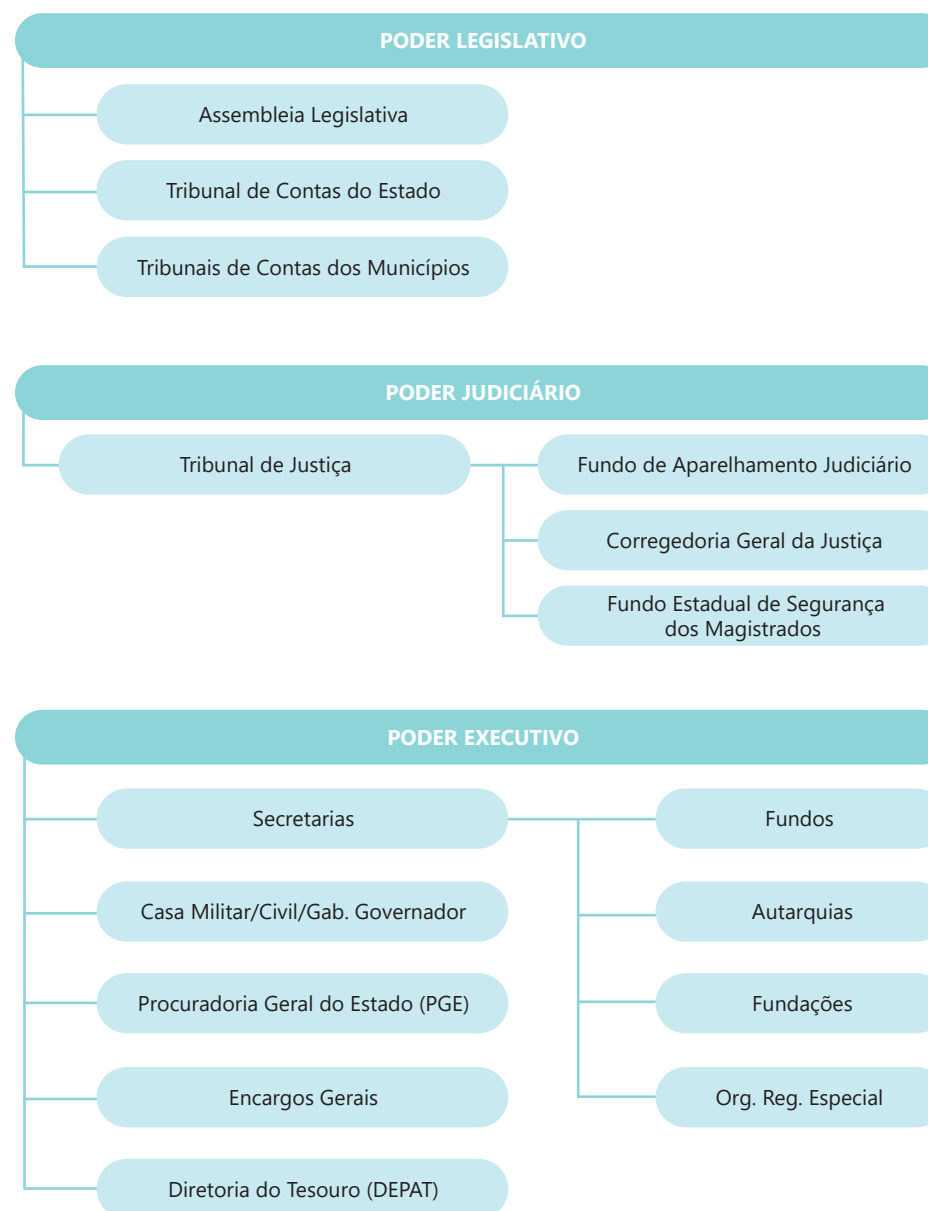 PODER LEGISLATIVO
Assembleia Legislativa
Tribunal de Contas do Estado
Tribunais de Contas dos Municípios
PODER JUDICIÁRIO
Tribunal de Justiça
Fundo de Aparelhamento Judiciário
Corregedoria Geral da Justiça
Fundo Estadual de Segurança
dos Magistrados
PODER EXECUTIVO
Secretarias
Fundos
Casa Militar/Civil/Gab. Governador
Autarquias
Procuradoria Geral do Estado (PGE)
Fundações
Encargos Gerais
Org. Reg. Especial
Diretoria do Tesouro (DEPAT)